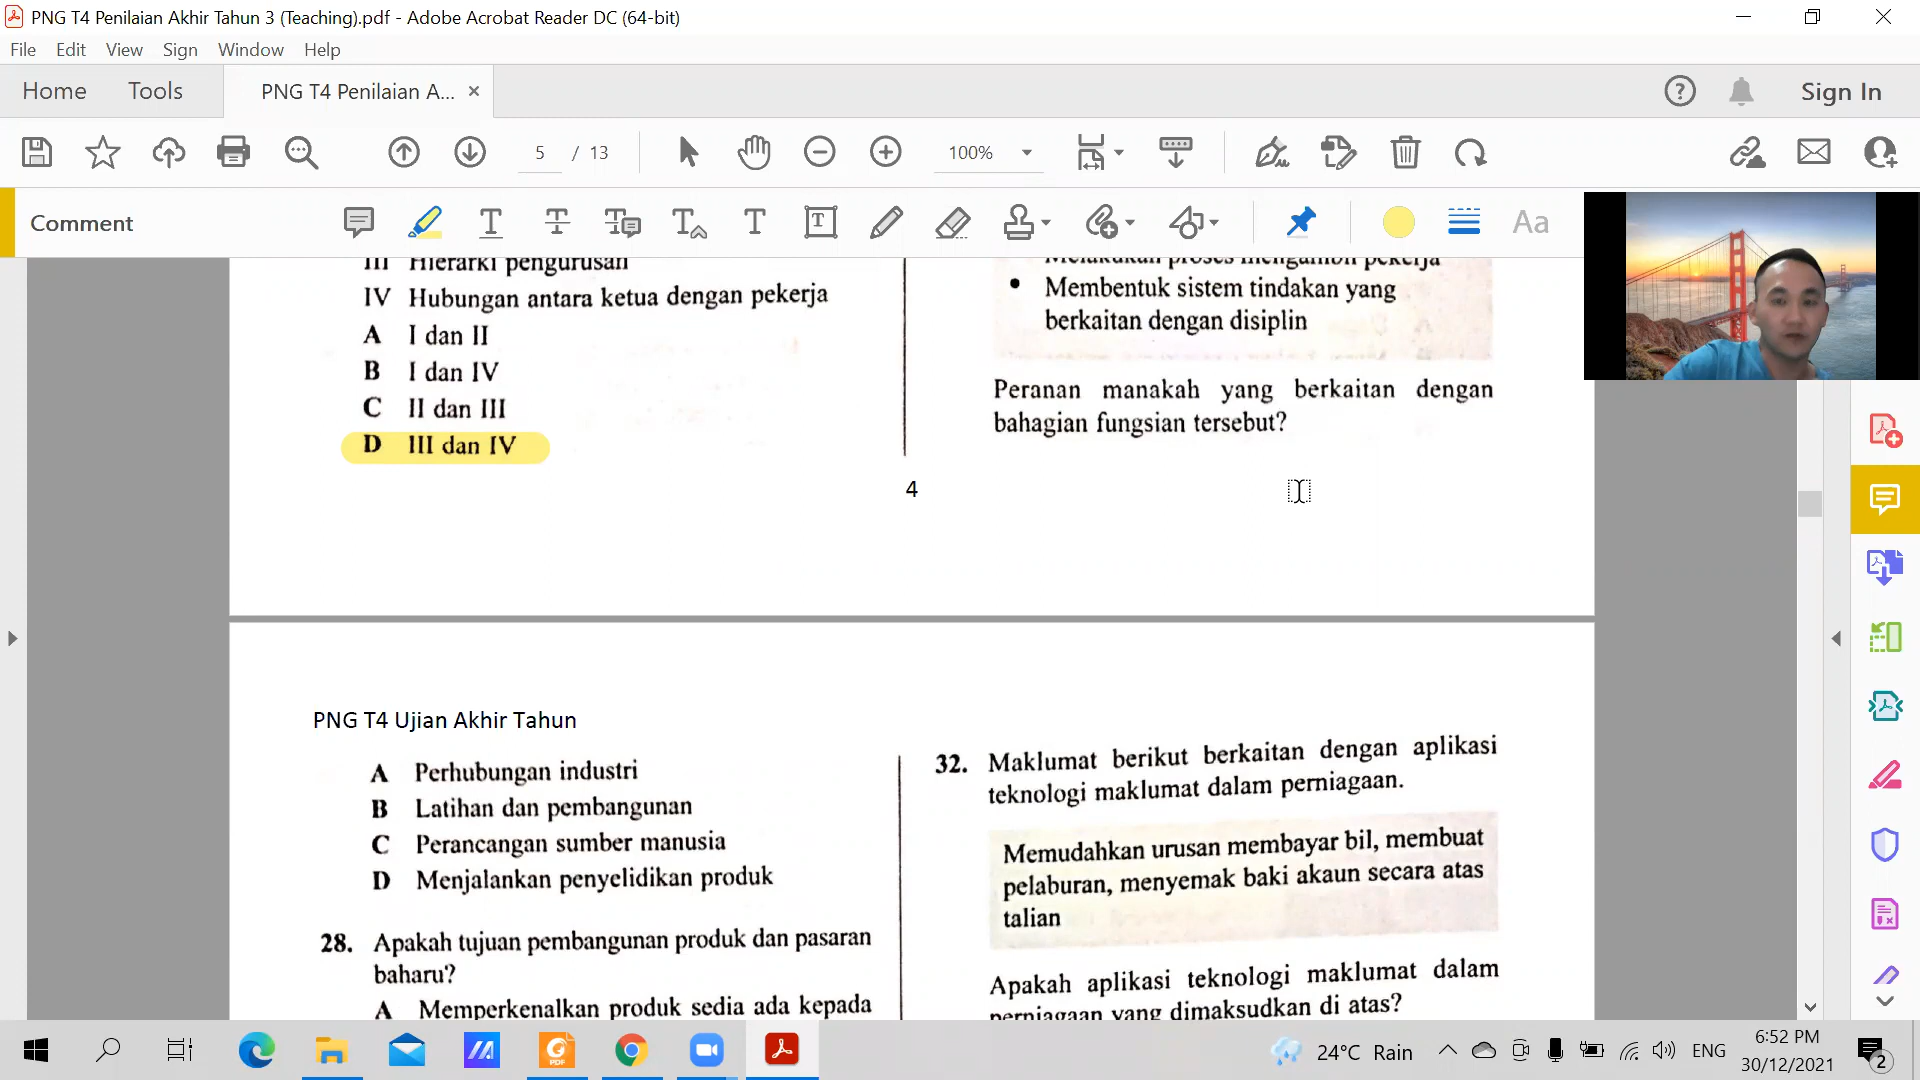 PNG T4 Penilaian Akhir Tahun 3 (Teaching).pdf - Adobe Acrobat Reader DC (64-bit)
File Edit View Sign Window Help
Home Tools PNG T4 Penilaian A... × Sign In
5 / 13 100%
Comment Aa
III Hierarki pengurusan
IV Hubungan antara ketua dengan pekerja
A I dan II
B I dan IV
C II dan III
D III dan IV
Melakukan proses mengambil pekerja
• Membentuk sistem tindakan yang
berkaitan dengan disiplin
Peranan manakah yang berkaitan dengan
bahagian fungsian tersebut?
4
PNG T4 Ujian Akhir Tahun
A Perhubungan industri
B Latihan dan pembangunan
C Perancangan sumber manusia
D Menjalankan penyelidikan produk
28. Apakah tujuan pembangunan produk dan pasaran
baharu?
A Memperkenalkan produk sedia ada kepada
32. Maklumat berikut berkaitan dengan aplikasi
teknologi maklumat dalam perniagaan.
Memudahkan urusan membayar bil, membuat
pelaburan, menyemak baki akaun secara atas
talian
Apakah aplikasi teknologi maklumat dalam
perniagaan yang dimaksudkan di atas?
24°C Rain ENG 6:52 PM
30/12/2021
2